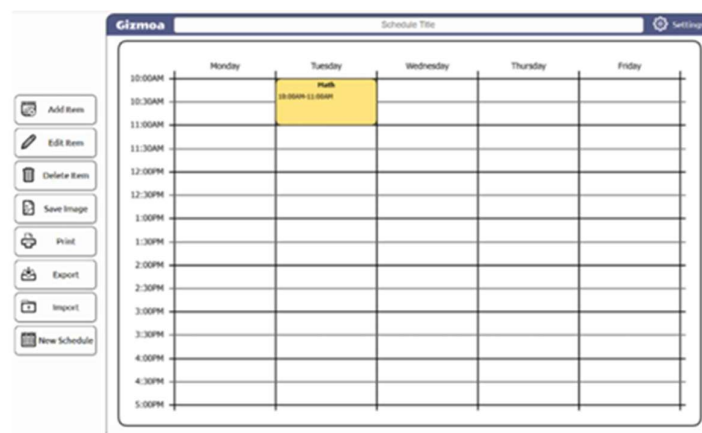 Gizmoa Schedule Title Settings
Monday Tuesday Wednesday Thursday Friday
10:00AM
Math
10:00AM-11:00AM
10:30AM
11:00AM
11:30AM
12:00PM
12:30PM
1:00PM
1:30PM
2:00PM
2:30PM
3:00PM
3:30PM
4:00PM
4:30PM
5:00PM
Add Item
Edit Item
Delete Item
Save Image
Print
Export
Import
New Schedule